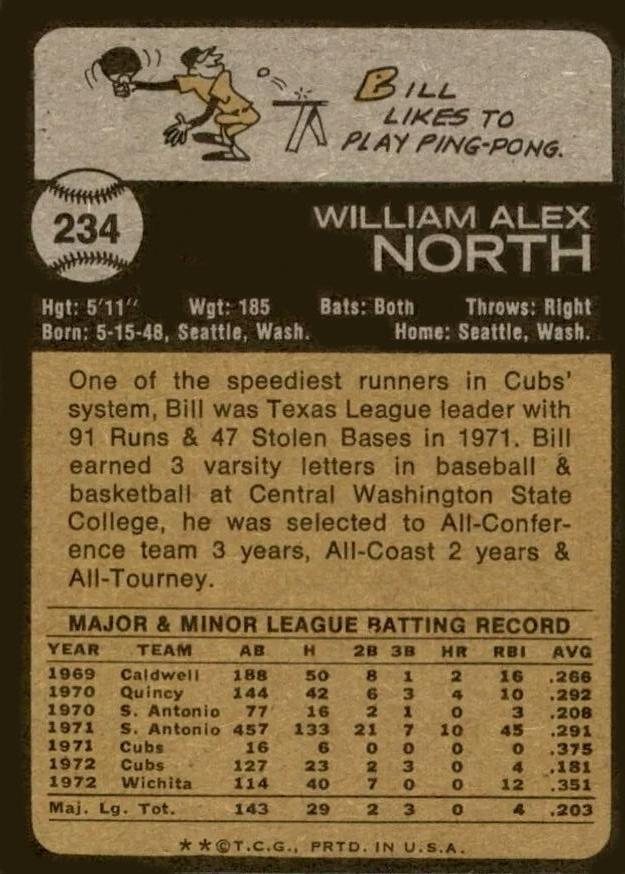 BILL
LIKES TO
PLAY PING-PONG.
234
WILLIAM ALEX
NORTH
Hgt: 5'11" Wgt: 185 Bats: Both Throws: Right
Born: 5-15-48, Seattle, Wash. Home: Seattle, Wash.
One of the speediest runners in Cubs'
system, Bill was Texas League leader with
91 Runs & 47 Stolen Bases in 1971. Bill
earned 3 varsity letters in baseball &
basketball at Central Washington State
College, he was selected to All-Confer-
ence team 3 years, All-Coast 2 years &
All-Tourney.
MAJOR & MINOR LEAGUE BATTING RECORD
YEAR TEAM AB H 2B 3B HR RBI AVG
1969 Caldwell 188 50 8 1 2 16 .266
1970 Quincy 144 42 6 3 4 10 .292
1970 S. Antonio 77 16 2 1 0 3 .208
1971 S. Antonio 457 133 21 7 10 45 .291
1971 Cubs 16 6 0 0 0 0 .375
1972 Cubs 127 23 2 3 0 4 .181
1972 Wichita 114 40 7 0 0 12 .351
Maj. Lg. Tot. 143 29 2 3 0 4 .203
**©T.C.G., PRTD. IN U.S.A.